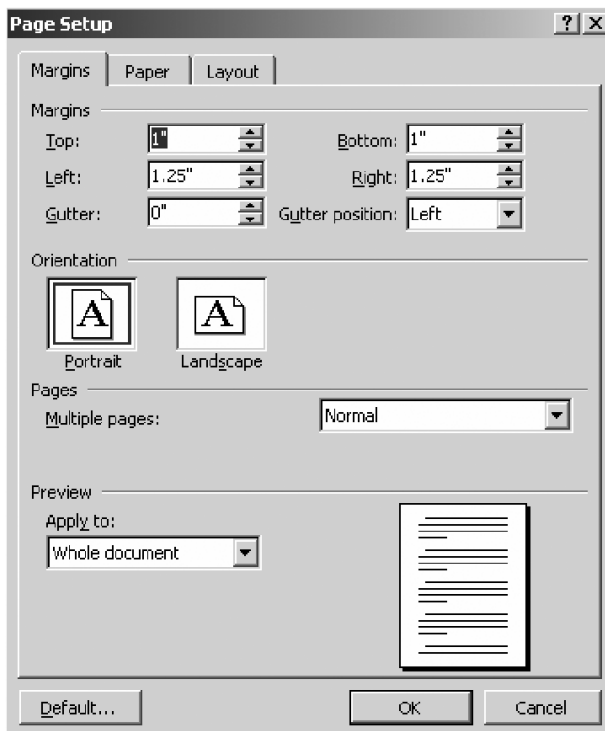 Page Setup
Margins Paper Layout
Margins
Top: 1" Bottom: 1"
Left: 1.25" Right: 1.25"
Gutter: 0" Gutter position: Left
Orientation
A A
Portrait Landscape
Pages
Multiple pages: Normal
Preview
Apply to:
Whole document
Default... OK Cancel